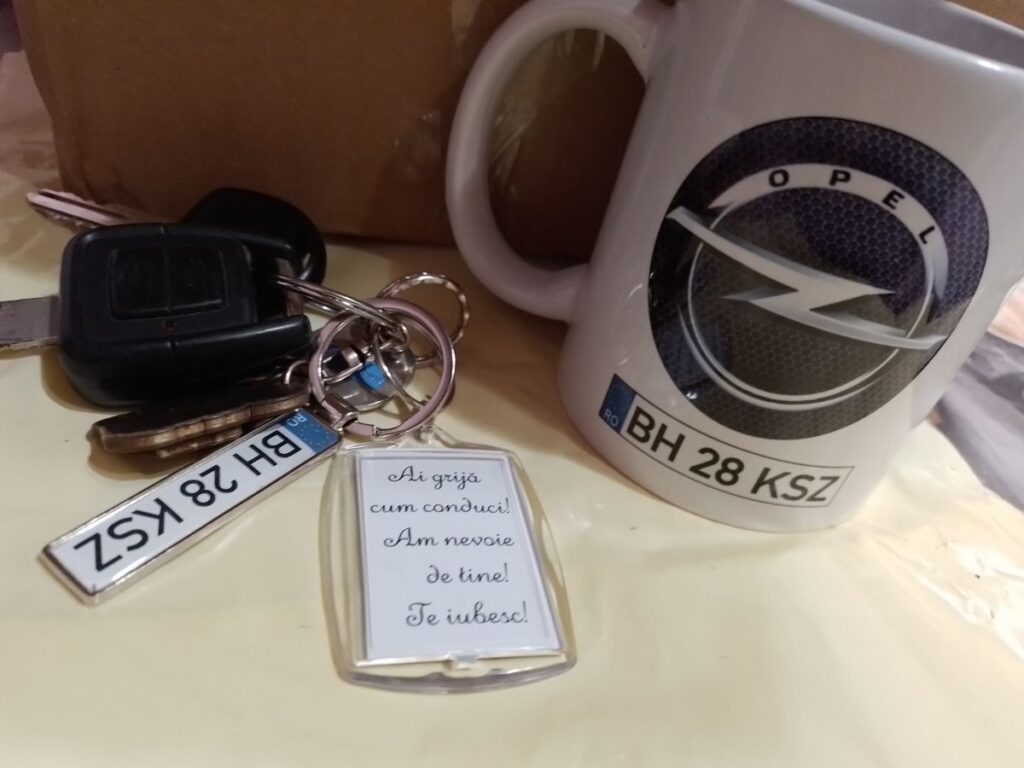 OPEL
RO BH 28 KSZ
RO BH 28 KSZ
Ai grijă
cum conduci!
Am nevoie
de tine!
Te iubesc!